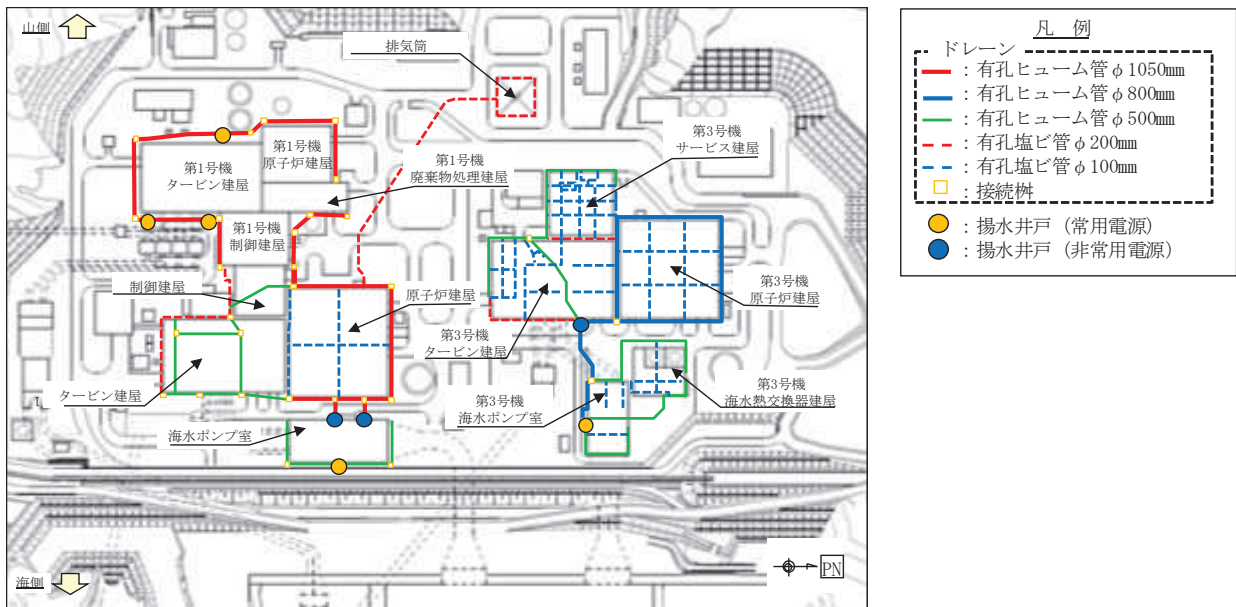 山側
排気筒
第1号機
原子炉建屋
第1号機
タービン建屋
第1号機
廃棄物処理建屋
第3号機
サービス建屋
第1号機
制御建屋
制御建屋
原子炉建屋
第3号機
原子炉建屋
第3号機
タービン建屋
タービン建屋
海水ポンプ室
第3号機
海水ポンプ室
第3号機
海水熱交換器建屋
海側
PN
凡 例
ドレーン
：有孔ヒューム管φ1050mm
：有孔ヒューム管φ800mm
：有孔ヒューム管φ500mm
：有孔塩ビ管φ200mm
：有孔塩ビ管φ100mm
：接続桝
：揚水井戸（常用電源）
：揚水井戸（非常用電源）